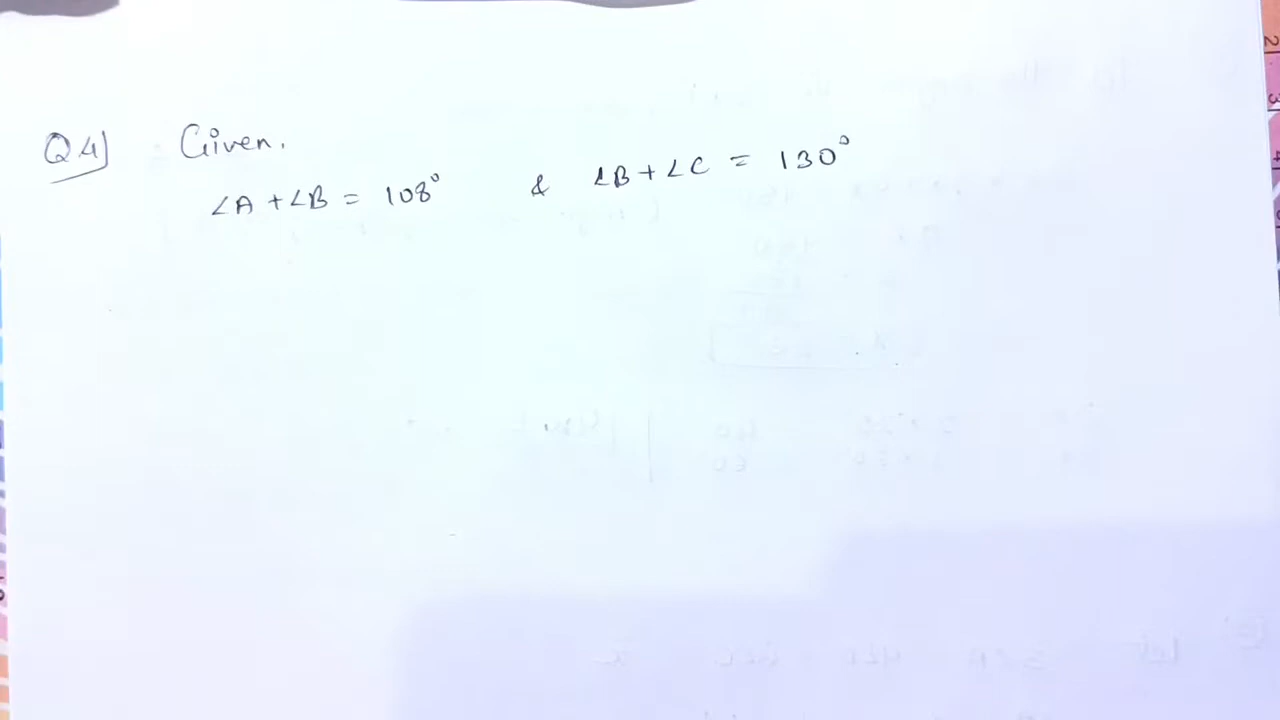 Q4) Given.
∠A + ∠B = 108° & ∠B + ∠C = 130°